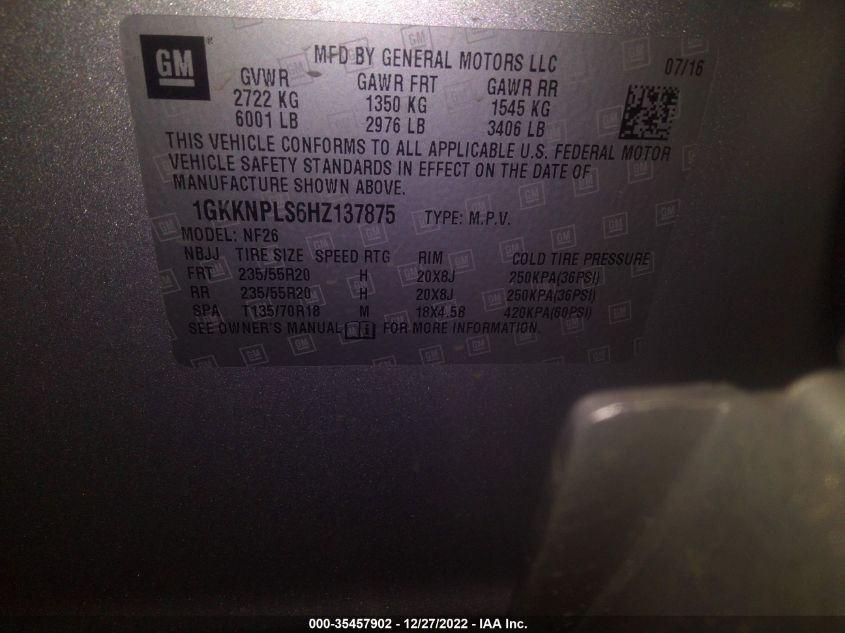 GM
MFD BY GENERAL MOTORS LLC
07/16
GVWR GAWR FRT GAWR RR
2722 KG 1350 KG 1545 KG
6001 LB 2976 LB 3406 LB
THIS VEHICLE CONFORMS TO ALL APPLICABLE U.S. FEDERAL MOTOR
VEHICLE SAFETY STANDARDS IN EFFECT ON THE DATE OF
MANUFACTURE SHOWN ABOVE.
1GKKNPLS6HZ137875 TYPE: M.P.V.
MODEL: NF26
NBJJ TIRE SIZE SPEED RTG RIM COLD TIRE PRESSURE
FRT 235/55R20 H 20X8J 250KPA(36PSI)
RR 235/55R20 H 20X8J 250KPA(36PSI)
SPA T135/70R18 M 18X4.5B 420KPA(60PSI)
SEE OWNER'S MANUAL FOR MORE INFORMATION.
000-35457902 - 12/27/2022 - IAA Inc.